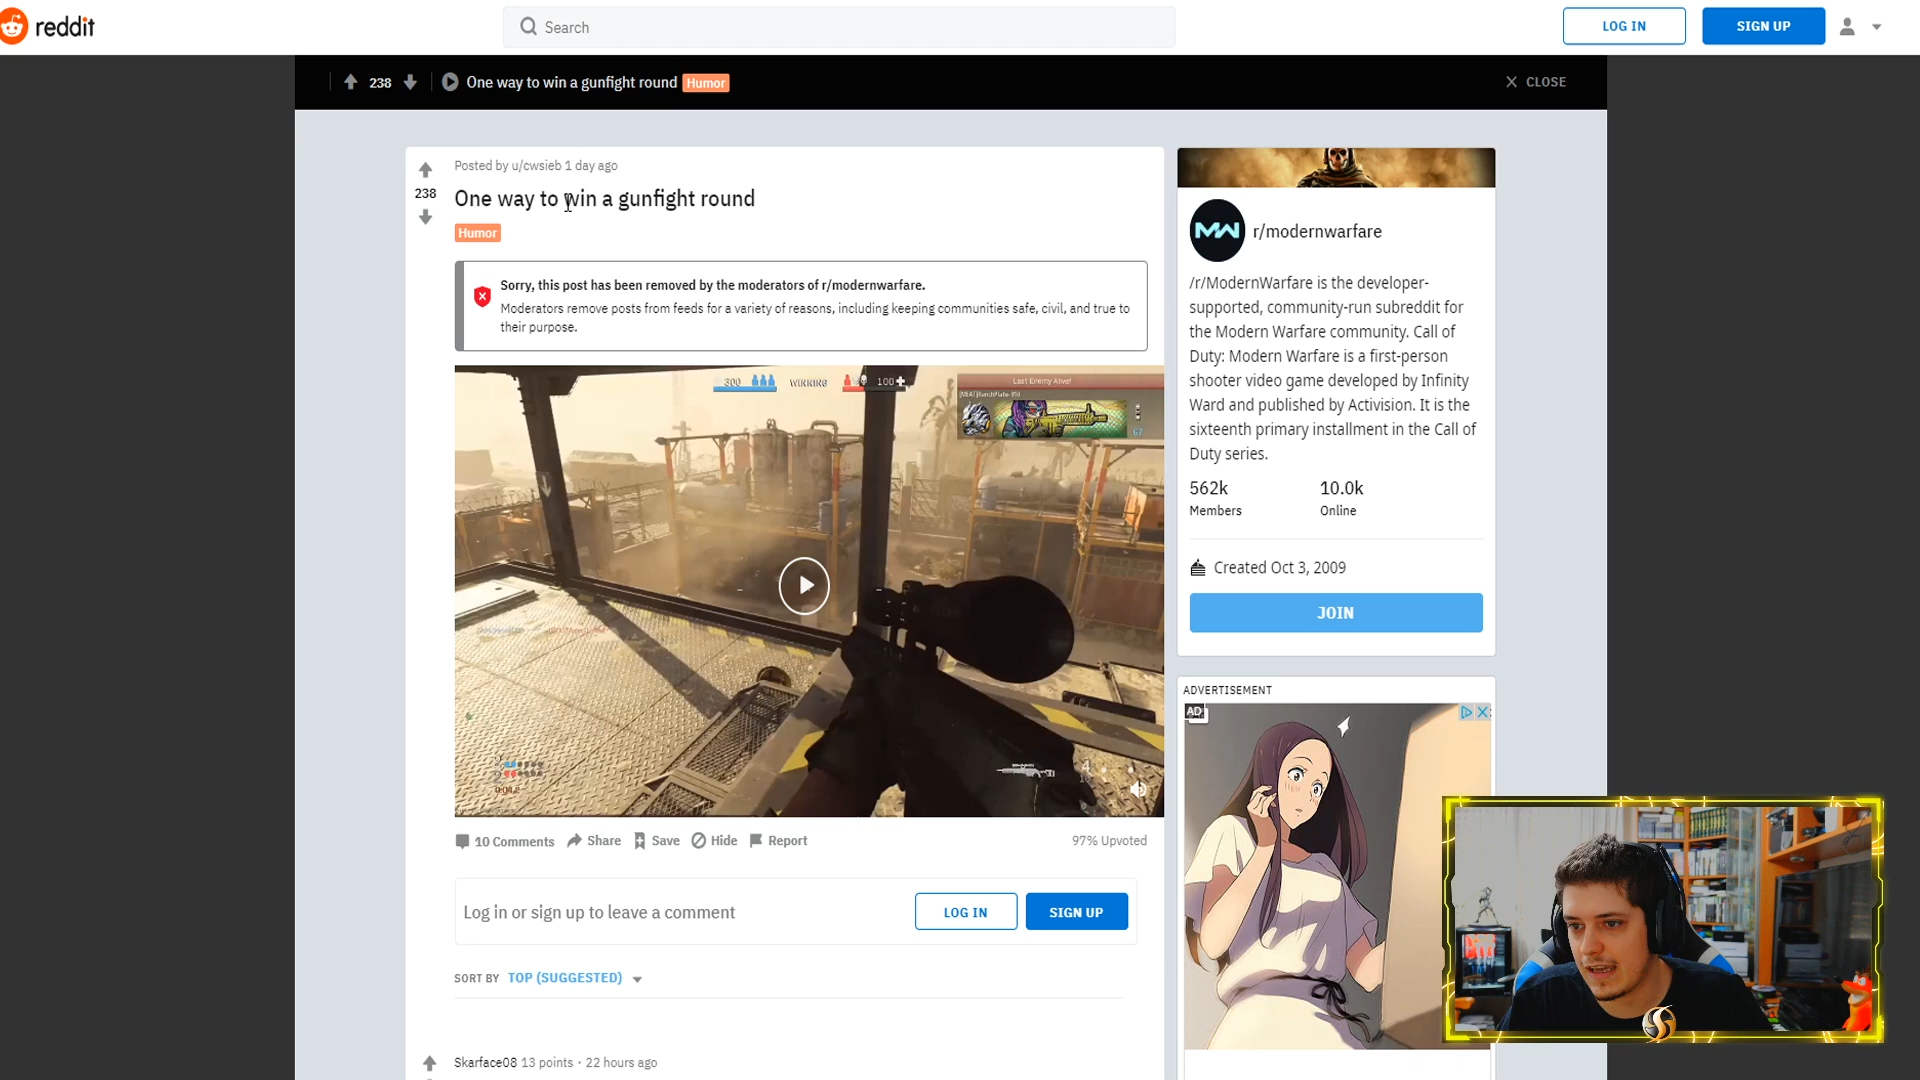 reddit
Search
LOG IN
SIGN UP
238
One way to win a gunfight round
Humor
CLOSE
Posted by u/cwsieb 1 day ago
238
One way to win a gunfight round
Humor
Sorry, this post has been removed by the moderators of r/modernwarfare.
Moderators remove posts from feeds for a variety of reasons, including keeping communities safe, civil, and true to
their purpose.
300
WINNING
100
Last Enemy Alive!
67
10 Comments
Share
Save
Hide
Report
97% Upvoted
Log in or sign up to leave a comment
LOG IN
SIGN UP
SORT BY
TOP (SUGGESTED)
Skarface08 13 points · 22 hours ago
MW
r/modernwarfare
/r/ModernWarfare is the developer-
supported, community-run subreddit for
the Modern Warfare community. Call of
Duty: Modern Warfare is a first-person
shooter video game developed by Infinity
Ward and published by Activision. It is the
sixteenth primary installment in the Call of
Duty series.
562k
Members
10.0k
Online
Created Oct 3, 2009
JOIN
ADVERTISEMENT
AD